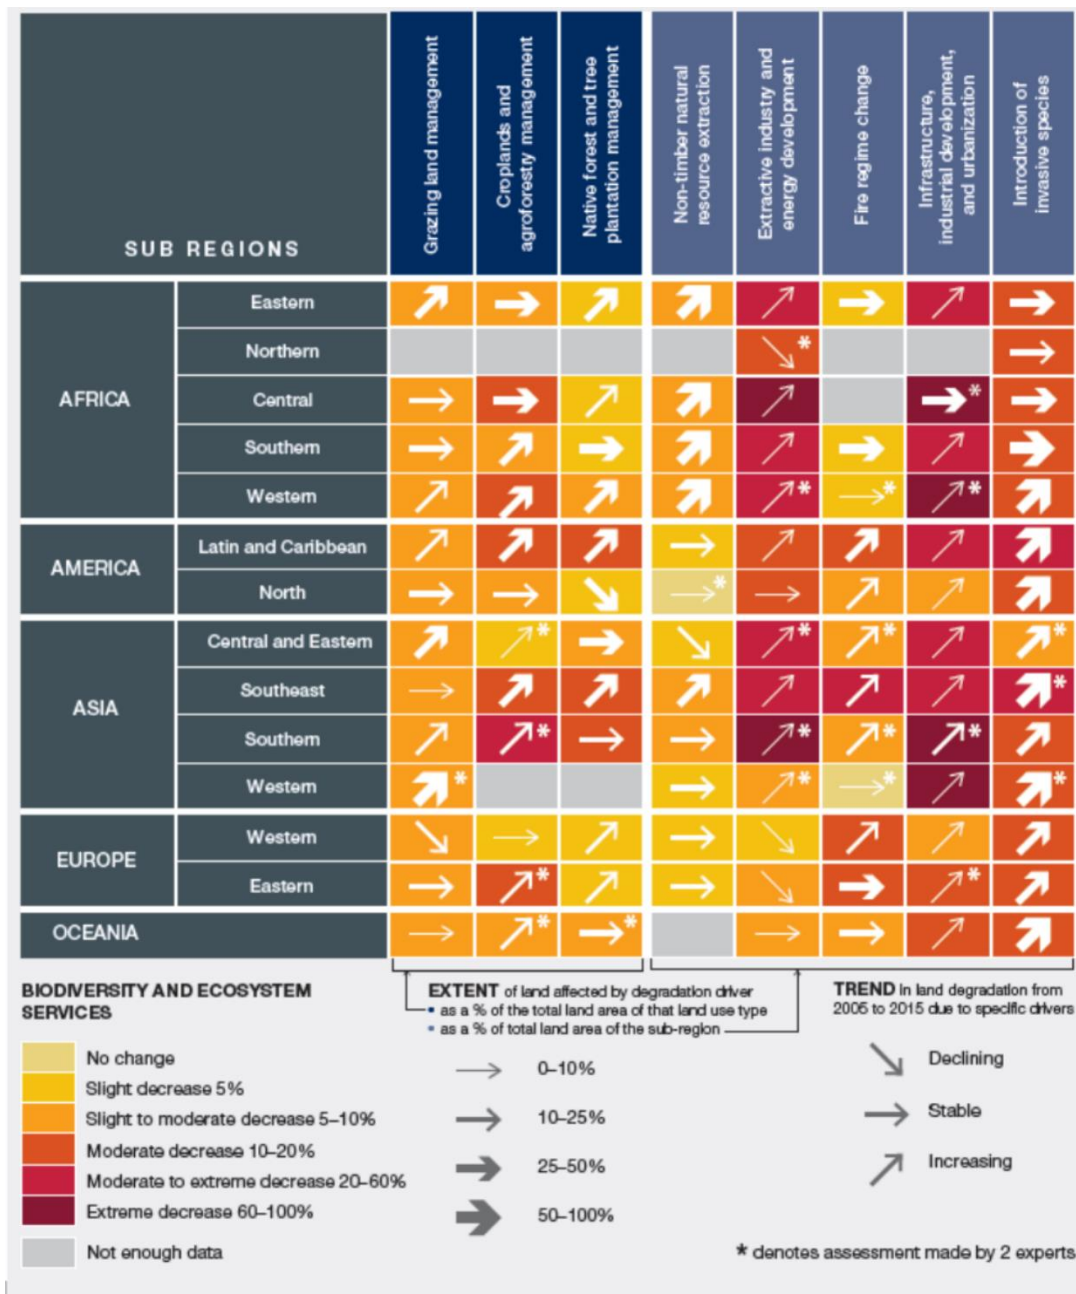 SUB REGIONS
Grazing land management
Croplands and
agroforestry management
Native forest and tree
plantation management
Non-timber natural
resource extraction
Extractive industry and
energy development
Fire regime change
Infrastructure,
industrial development,
and urbanization
Introduction of
invasive species
AFRICA
Eastern
Northern
*
Central
*
Southern
Western
* * *
AMERICA
Latin and Caribbean
North
*
ASIA
Central and Eastern
* * * *
Southeast
*
Southern
* * * *
Western
* * * *
EUROPE
Western
Eastern
* *
OCEANIA
* *
BIODIVERSITY AND ECOSYSTEM
SERVICES
No change
Slight decrease 5%
Slight to moderate decrease 5–10%
Moderate decrease 10–20%
Moderate to extreme decrease 20–60%
Extreme decrease 60–100%
Not enough data
EXTENT of land affected by degradation driver
• as a % of the total land area of that land use type
• as a % of total land area of the sub-region
0–10%
10–25%
25–50%
50–100%
TREND in land degradation from
2005 to 2015 due to specific drivers
Declining
Stable
Increasing
* denotes assessment made by 2 experts